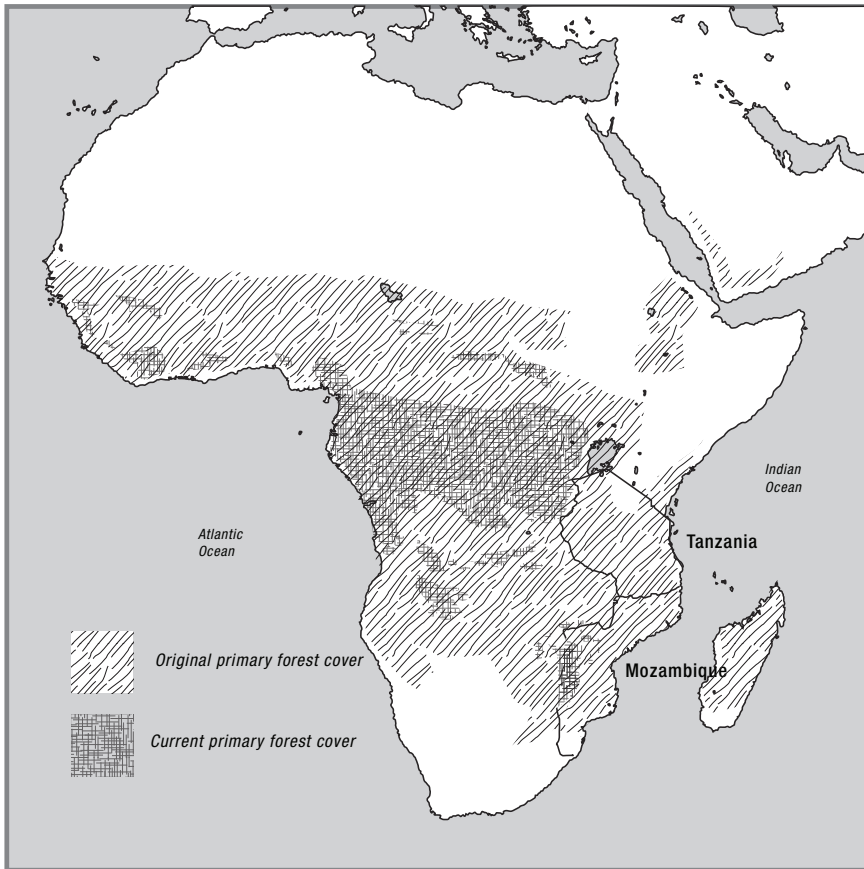 Indian
Ocean
Atlantic
Ocean
Tanzania
Original primary forest cover
Mozambique
Current primary forest cover